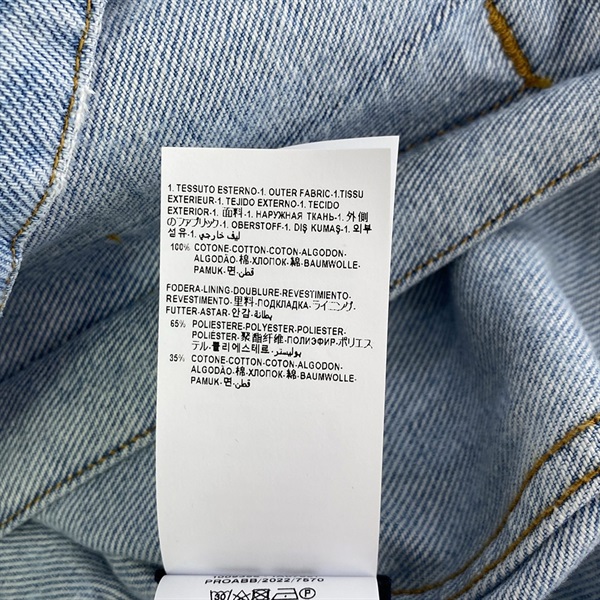 1. TESSUTO ESTERNO-1. OUTER FABRIC-1.TISSU
EXTERIEUR-1. TEJIDO EXTERNO-1. TECIDO
EXTERIOR-1. 面料-1. НАРУЖНАЯ ТКАНЬ-1. 外側
のファブリック-1. OBERSTOFF-1. DIŞ KUMAŞ-1. 외부
섬유-1. ليف خارجي
100% COTONE-COTTON-COTON-ALGODON-
ALGODÃO-棉-ХЛОПОК-綿-BAUMWOLLE-
PAMUK-면-قطن
FODERA-LINING-DOUBLURE-REVESTIMIENTO-
REVESTIMENTO-里料-ПОДКЛАДКА-ライニング-
FUTTER-ASTAR-안감-بطانة
65% POLIESTERE-POLYESTER-POLIESTER-
POLIÉSTER-聚酯纤维-ПОЛИЭФИР-ポリエス
テル-폴리에스테르-بوليستر
35% COTONE-COTTON-COTON-ALGODON-
ALGODÃO-棉-ХЛОПОК-綿-BAUMWOLLE-
PAMUK-면-قطن
PROABB/2022/7570